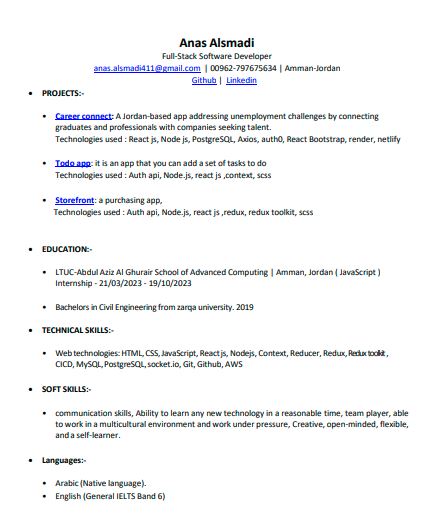 Anas Alsmadi
Full-Stack Software Developer
anas.alsmadi411@gmail.com | 00962-797675634 | Amman-Jordan
Github | Linkedin
• PROJECTS:-
• Career connect: A Jordan-based app addressing unemployment challenges by connecting
graduates and professionals with companies seeking talent.
Technologies used : React js, Node js, PostgreSQL, Axios, auth0, React Bootstrap, render, netlify
• Todo app: it is an app that you can add a set of tasks to do
Technologies used : Auth api, Node.js, react js ,context, scss
• Storefront: a purchasing app,
Technologies used : Auth api, Node.js, react js ,redux, redux toolkit, scss
• EDUCATION:-
• LTUC-Abdul Aziz Al Ghurair School of Advanced Computing | Amman, Jordan ( JavaScript )
Internship - 21/03/2023 - 19/10/2023
• Bachelors in Civil Engineering from zarqa university. 2019
• TECHNICAL SKILLS:-
• Web technologies: HTML, CSS, JavaScript, React js, Nodejs, Context, Reducer, Redux, Redux toolkit ,
CICD, MySQL, PostgreSQL, socket.io, Git, Github, AWS
• SOFT SKILLS:-
• communication skills, Ability to learn any new technology in a reasonable time, team player, able
to work in a multicultural environment and work under pressure, Creative, open-minded, flexible,
and a self-learner.
• Languages:-
• Arabic (Native language).
• English (General IELTS Band 6)